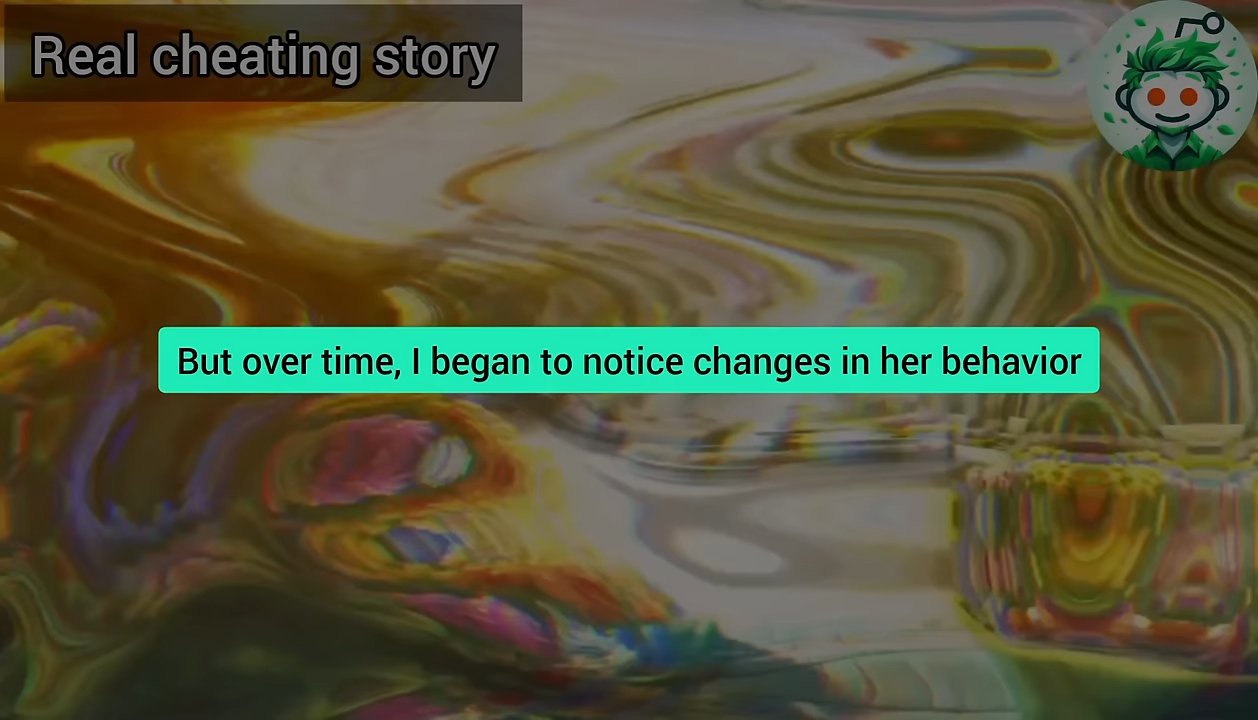 Real cheating story
But over time, I began to notice changes in her behavior